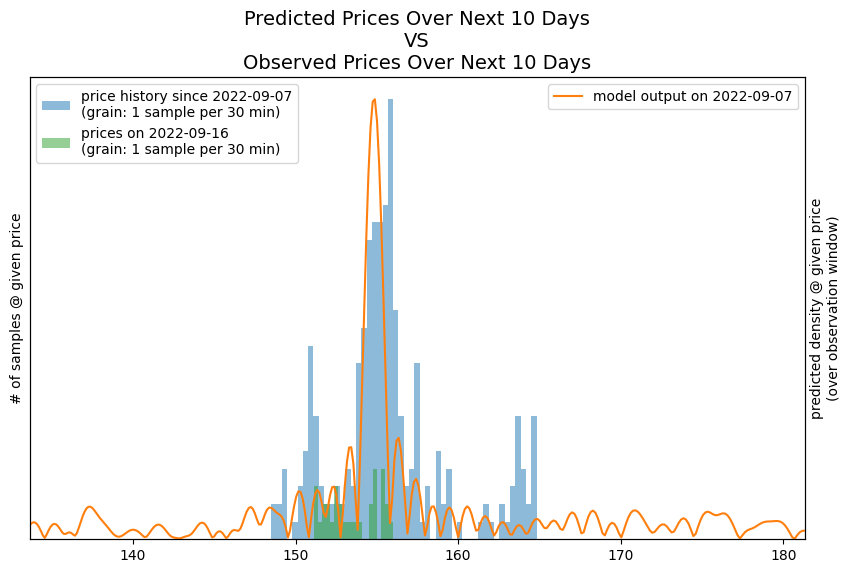 Predicted Prices Over Next 10 Days
VS
Observed Prices Over Next 10 Days
price history since 2022-09-07
(grain: 1 sample per 30 min)
prices on 2022-09-16
(grain: 1 sample per 30 min)
model output on 2022-09-07
# of samples @ given price
predicted density @ given price
(over observation window)
140
150
160
170
180